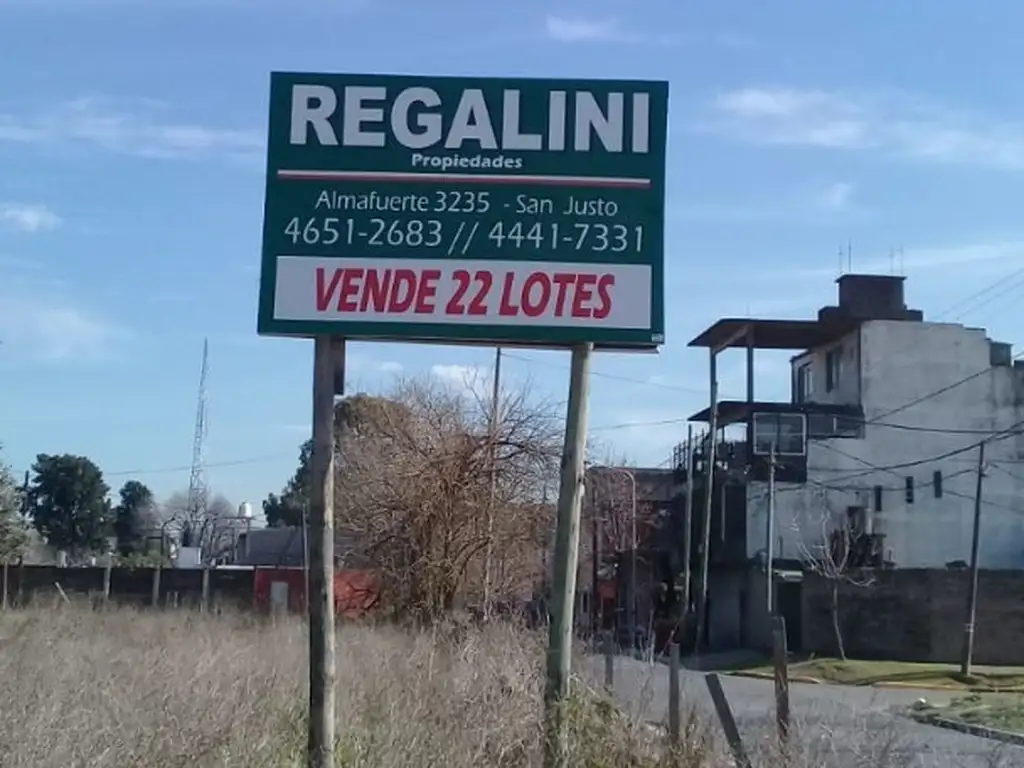 REGALINI
Propiedades
Almafuerte 3235 - San Justo
4651-2683 // 4441-7331
VENDE 22 LOTES